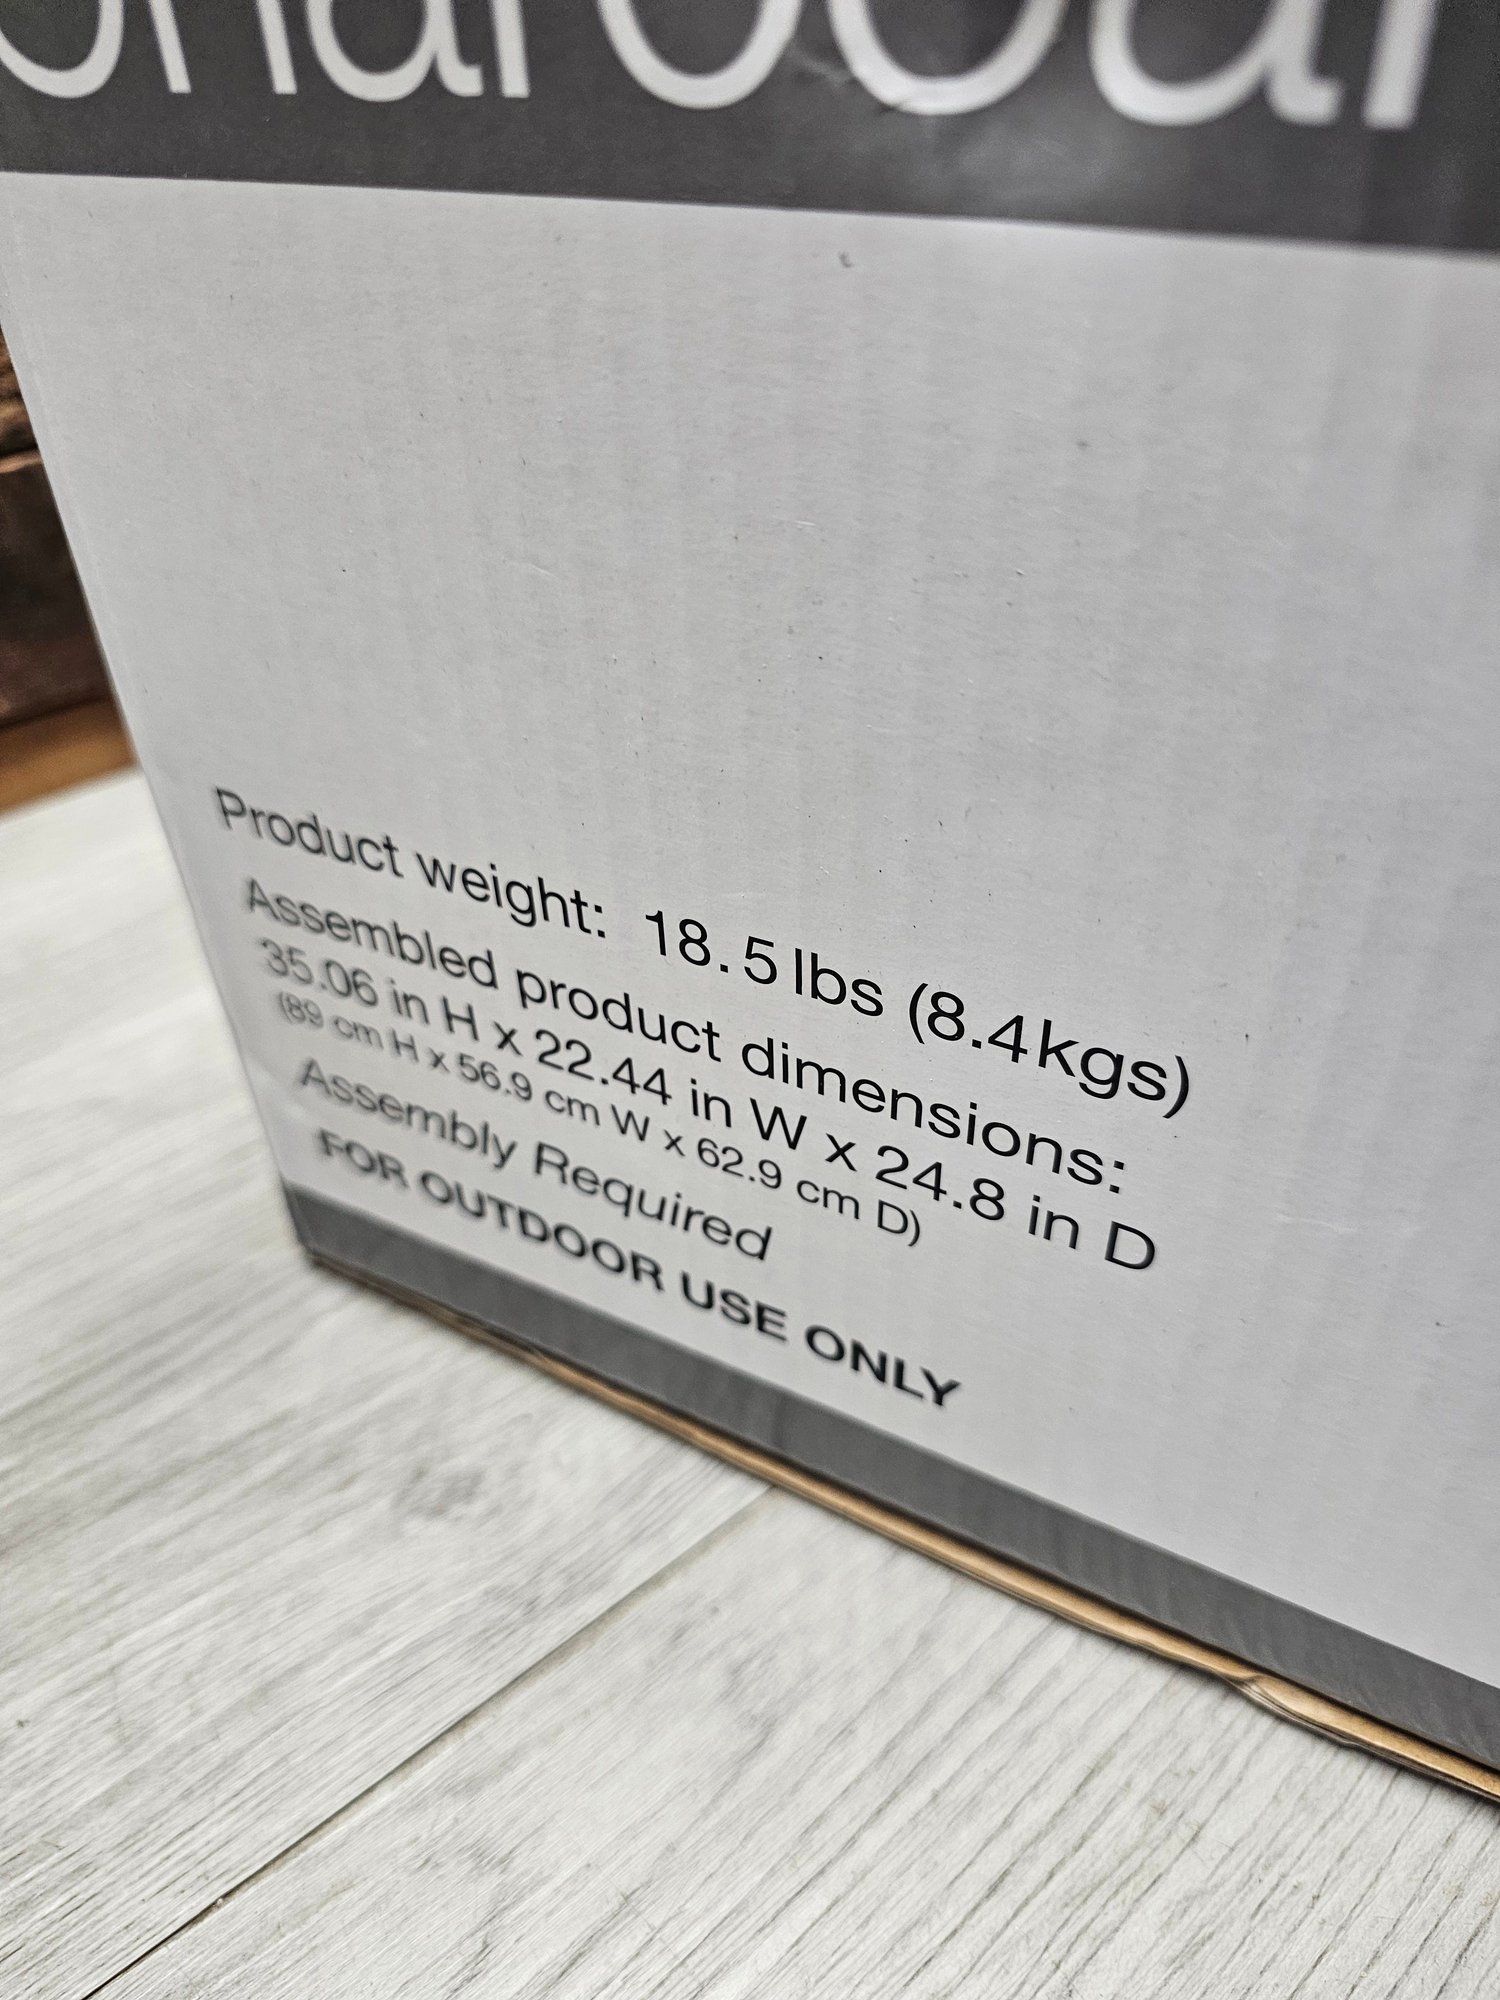 charcoal
Product weight: 18.5 lbs (8.4kgs)
Assembled product dimensions:
35.06 in H x 22.44 in W x 24.8 in D
(89 cm H x 56.9 cm W x 62.9 cm D)
Assembly Required
FOR OUTDOOR USE ONLY